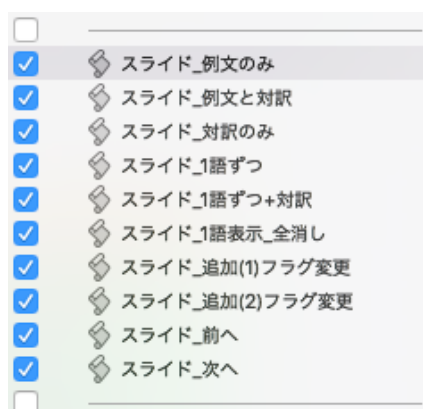 スライド_例文のみ
スライド_例文と対訳
スライド_対訳のみ
スライド_1語ずつ
スライド_1語ずつ+対訳
スライド_1語表示_全消し
スライド_追加(1)フラグ変更
スライド_追加(2)フラグ変更
スライド_前へ
スライド_次へ